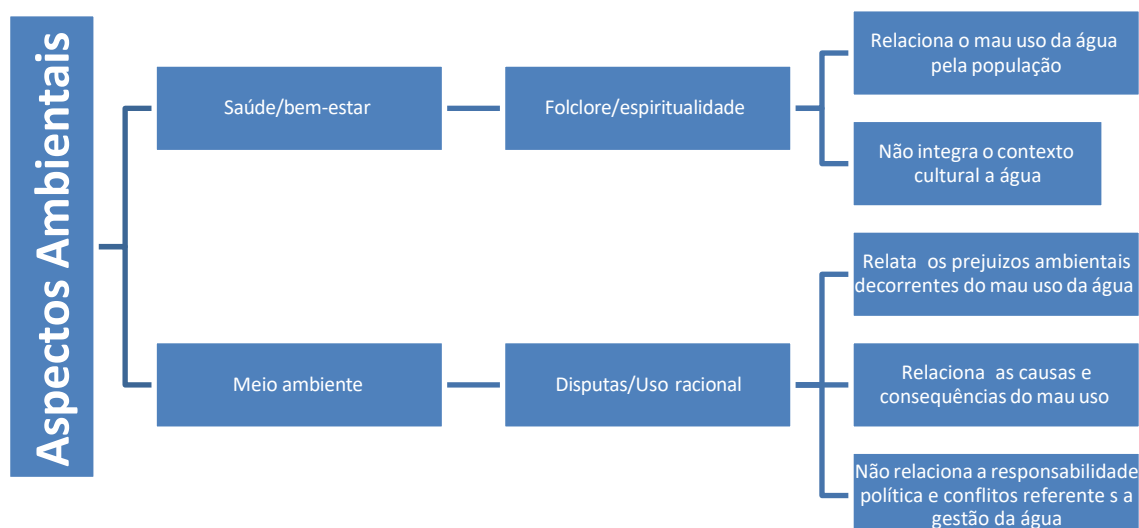 Aspectos Ambientais
Saúde/bem-estar
Folclore/espiritualidade
Relaciona o mau uso da água
pela população
Não integra o contexto
cultural a água
Meio ambiente
Disputas/Uso racional
Relata os prejuizos ambientais
decorrentes do mau uso da água
Relaciona as causas e
consequências do mau uso
Não relaciona a responsabilidade
política e conflitos referente s a
gestão da água